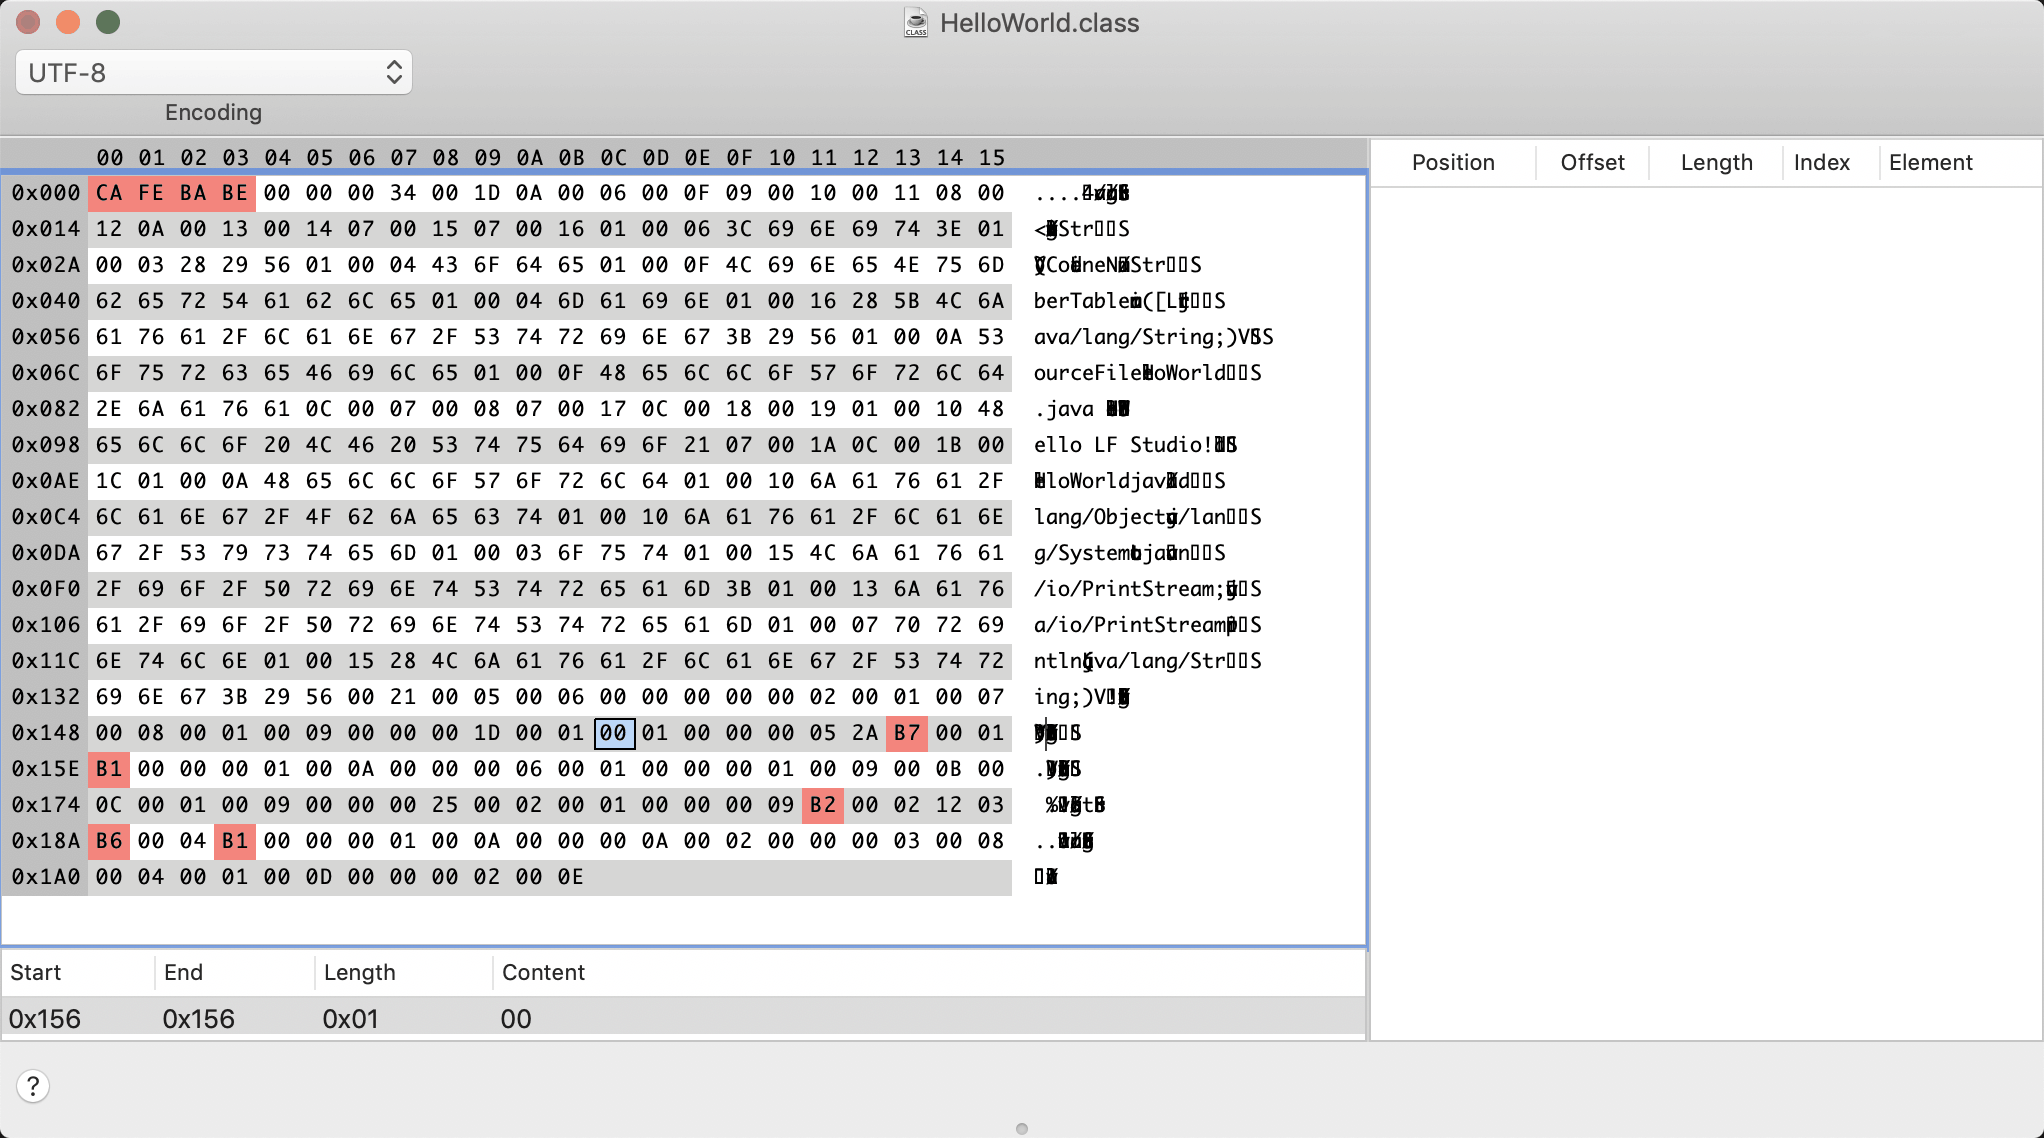 HelloWorld.class
UTF-8
Encoding
00 01 02 03 04 05 06 07 08 09 0A 0B 0C 0D 0E 0F 10 11 12 13 14 15
0x000 CA FE BA BE 00 00 00 34 00 1D 0A 00 06 00 0F 09 00 10 00 11 08 00 ....
0x014 12 0A 00 13 00 14 07 00 15 07 00 16 01 00 06 3C 69 6E 69 74 3E 01
0x02A 00 03 28 29 56 01 00 04 43 6F 64 65 01 00 0F 4C 69 6E 65 4E 75 6D
0x040 62 65 72 54 61 62 6C 65 01 00 04 6D 61 69 6E 01 00 16 28 5B 4C 6A
0x056 61 76 61 2F 6C 61 6E 67 2F 53 74 72 69 6E 67 3B 29 56 01 00 0A 53 ava/lang/String;)V
0x06C 6F 75 72 63 65 46 69 6C 65 01 00 0F 48 65 6C 6C 6F 57 6F 72 6C 64
0x082 2E 6A 61 76 61 0C 00 07 00 08 07 00 17 0C 00 18 00 19 01 00 10 48 .java
0x098 65 6C 6C 6F 20 4C 46 20 53 74 75 64 69 6F 21 07 00 1A 0C 00 1B 00 ello LF Studio!
0x0AE 1C 01 00 0A 48 65 6C 6C 6F 57 6F 72 6C 64 01 00 10 6A 61 76 61 2F
0x0C4 6C 61 6E 67 2F 4F 62 6A 65 63 74 01 00 10 6A 61 76 61 2F 6C 61 6E lang/Object
0x0DA 67 2F 53 79 73 74 65 6D 01 00 03 6F 75 74 01 00 15 4C 6A 61 76 61 g/System
0x0F0 2F 69 6F 2F 50 72 69 6E 74 53 74 72 65 61 6D 3B 01 00 13 6A 61 76 /io/PrintStream;
0x106 61 2F 69 6F 2F 50 72 69 6E 74 53 74 72 65 61 6D 01 00 07 70 72 69 a/io/PrintStream
0x11C 6E 74 6C 6E 01 00 15 28 4C 6A 61 76 61 2F 6C 61 6E 67 2F 53 74 72
0x132 69 6E 67 3B 29 56 00 21 00 05 00 06 00 00 00 00 00 02 00 01 00 07 ing;)V
0x148 00 08 00 01 00 09 00 00 00 1D 00 01 00 01 00 00 00 05 2A B7 00 01
0x15E B1 00 00 00 01 00 0A 00 00 00 06 00 01 00 00 00 01 00 09 00 0B 00
0x174 0C 00 01 00 09 00 00 00 25 00 02 00 01 00 00 00 09 B2 00 02 12 03
0x18A B6 00 04 B1 00 00 00 01 00 0A 00 00 00 0A 00 02 00 00 00 03 00 08
0x1A0 00 04 00 01 00 0D 00 00 00 02 00 0E
Position Offset Length Index Element
Start End Length Content
0x156 0x156 0x01 00
?